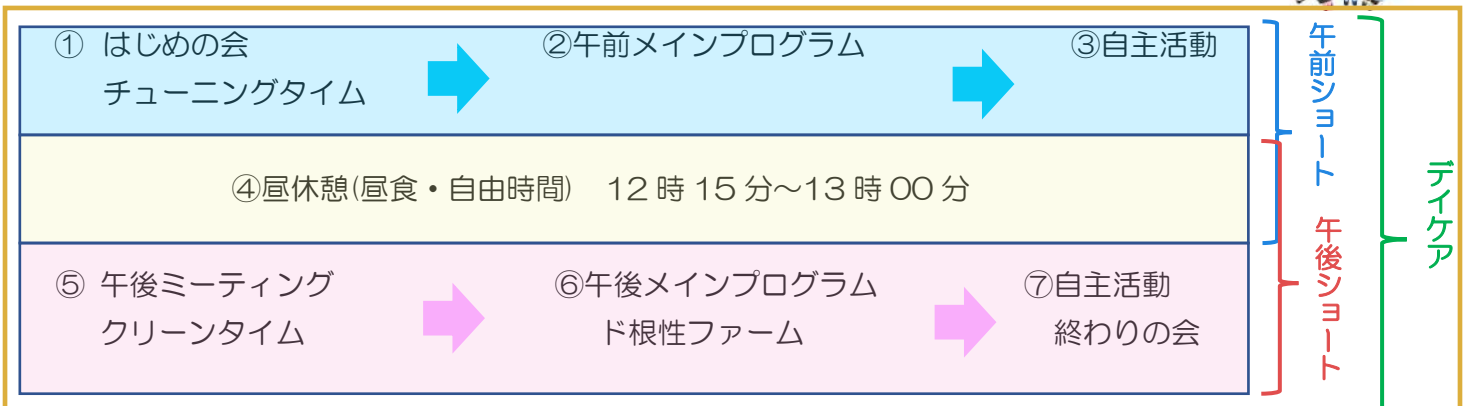 ① はじめの会
チューニングタイム
②午前メインプログラム
③自主活動
④昼休憩(昼食・自由時間)　12時15分～13時00分
⑤ 午後ミーティング
クリーンタイム
⑥午後メインプログラム
ド根性ファーム
⑦自主活動
終わりの会
午前ショート
午後ショート
デイケア